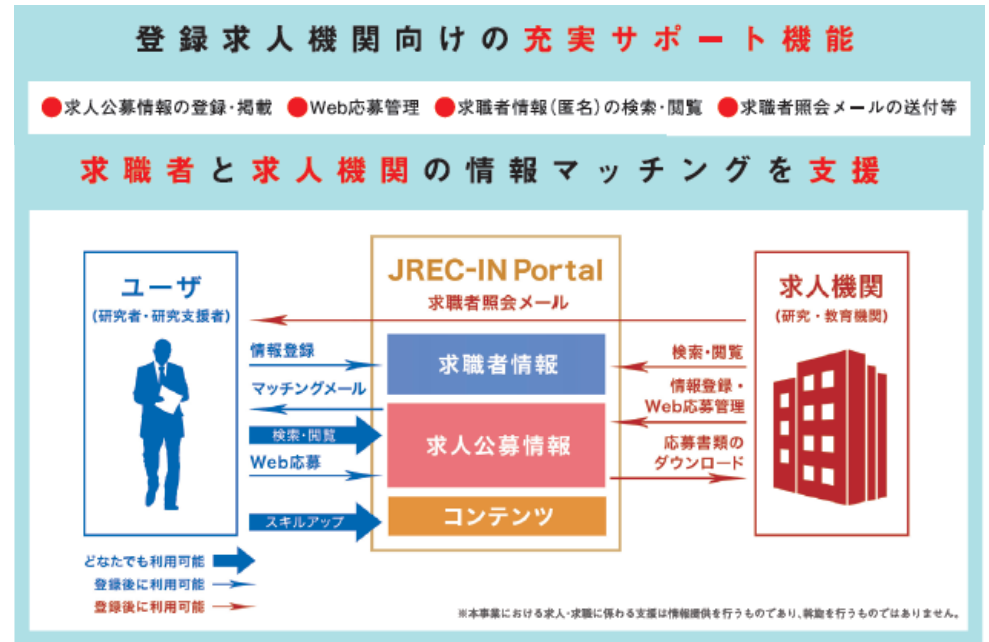 登録求人機関向けの充実サポート機能
●求人公募情報の登録・掲載 ●Web応募管理 ●求職者情報(匿名)の検索・閲覧 ●求職者照会メールの送付等
求職者と求人機関の情報マッチングを支援
ユーザ
(研究者・研究支援者)
JREC-IN Portal
求職者照会メール
求人機関
(研究・教育機関)
情報登録
マッチングメール
検索・閲覧
Web応募
スキルアップ
求職者情報
求人公募情報
コンテンツ
検索・閲覧
情報登録・
Web応募管理
応募書類の
ダウンロード
どなたでも利用可能
登録後に利用可能
登録後に利用可能
※本事業における求人・求職に係わる支援は情報提供を行うものであり、斡旋を行うものではありません。